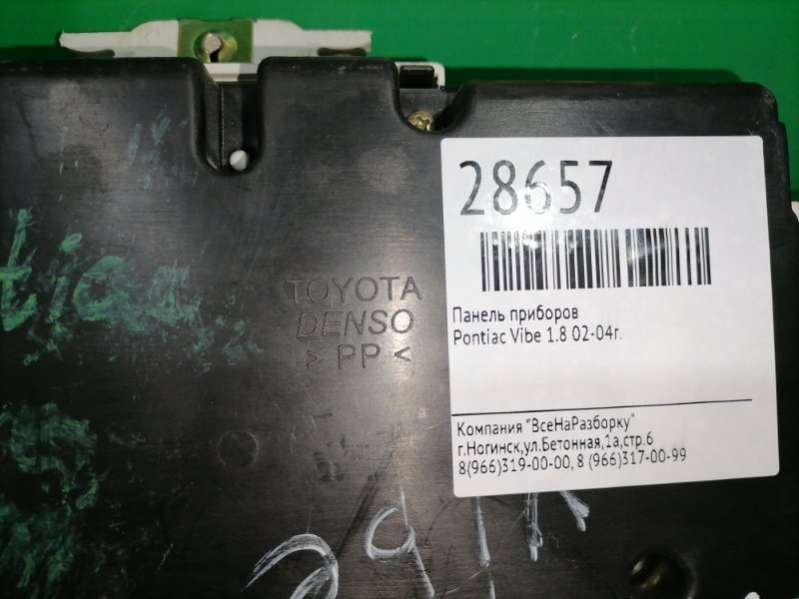 28657
Панель приборов
Pontiac Vibe 1.8 02-04г.
Компания "ВсеНаРазборку"
г.Ногинск,ул.Бетонная,1а,стр.6
8(966)319-00-00, 8 (966)317-00-99
TOYOTA
DENSO
> PP <